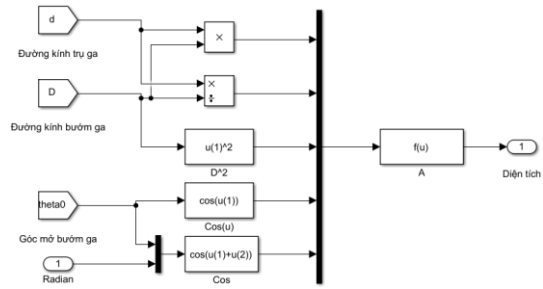 d
Đường kính trụ ga
×
D
Đường kính bướm ga
×
÷
u(1)^2
D^2
f(u)
A
1
Diện tích
theta0
Góc mở bướm ga
cos(u(1))
Cos(u)
1
Radian
cos(u(1)+u(2))
Cos